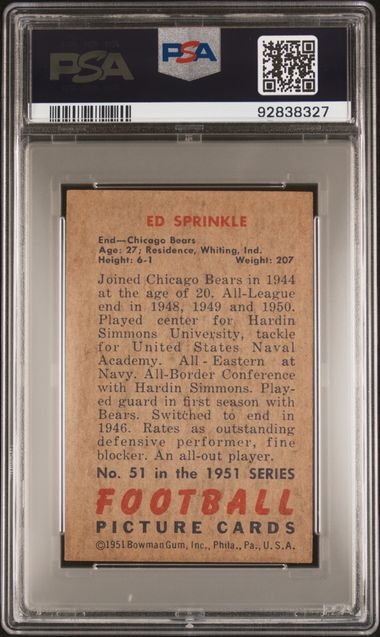 PSA
PSA
92838327
ED SPRINKLE
End—Chicago Bears
Age: 27; Residence, Whiting, Ind.
Height: 6-1 Weight: 207
Joined Chicago Bears in 1944
at the age of 20. All-League
end in 1948, 1949 and 1950.
Played center for Hardin
Simmons University, tackle
for United States Naval
Academy. All-Eastern at
Navy. All-Border Conference
with Hardin Simmons. Play-
ed guard in first season with
Bears. Switched to end in
1946. Rates as outstanding
defensive performer, fine
blocker. An all-out player.
No. 51 in the 1951 SERIES
FOOTBALL
PICTURE CARDS
©1951 Bowman Gum, Inc., Phila., Pa., U. S. A.